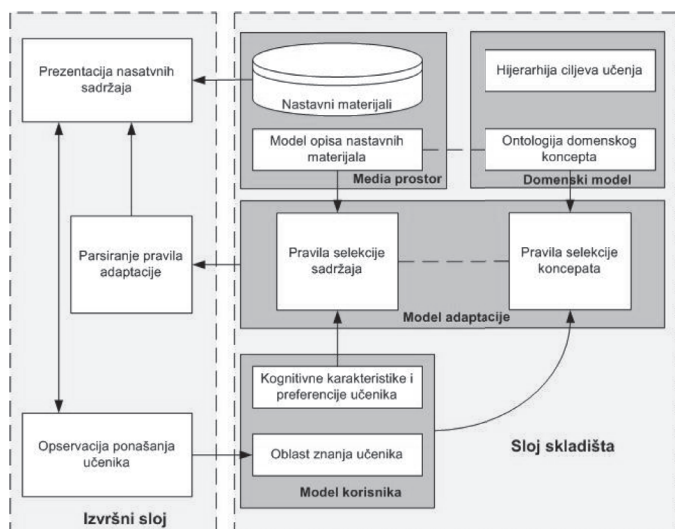 Prezentacija nasatvnih
sadržaja
Nastavni materijali
Model opisa nastavnih
materijala
Media prostor
Hijerarhija ciljeva učenja
Ontologija domenskog
koncepta
Domenski model
Parsiranje pravila
adaptacije
Pravila selekcije
sadržaja
Pravila selekcije
koncepata
Model adaptacije
Kognitivne karakteristike i
preferencije učenika
Oblast znanja učenika
Model korisnika
Opservacija ponašanja
učenika
Izvršni sloj
Sloj skladišta